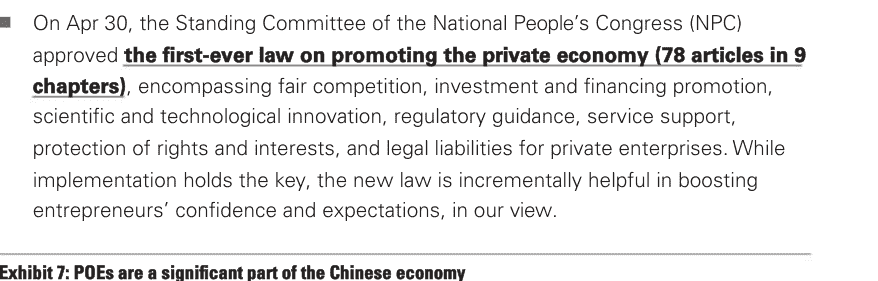 ■ On Apr 30, the Standing Committee of the National People's Congress (NPC)
approved the first-ever law on promoting the private economy (78 articles in 9
chapters), encompassing fair competition, investment and financing promotion,
scientific and technological innovation, regulatory guidance, service support,
protection of rights and interests, and legal liabilities for private enterprises. While
implementation holds the key, the new law is incrementally helpful in boosting
entrepreneurs' confidence and expectations, in our view.
Exhibit 7: POEs are a significant part of the Chinese economy